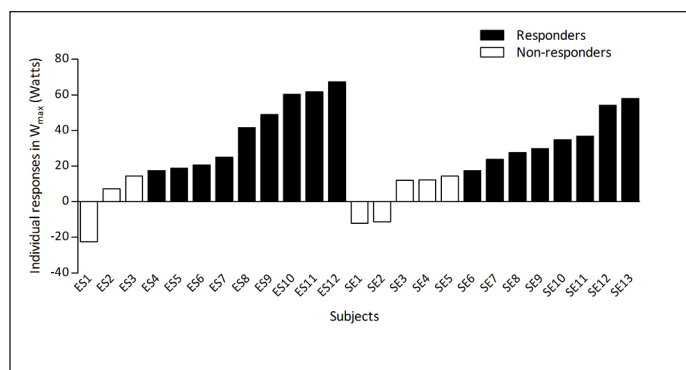 Responders
Non-responders
Individual responses in Wmax (Watts)
80
60
40
20
0
-20
-40
ES1 ES2 ES3 ES4 ES5 ES6 ES7 ES8 ES9 ES10 ES11 ES12 SE1 SE2 SE3 SE4 SE5 SE6 SE7 SE8 SE9 SE10 SE11 SE12 SE13
Subjects